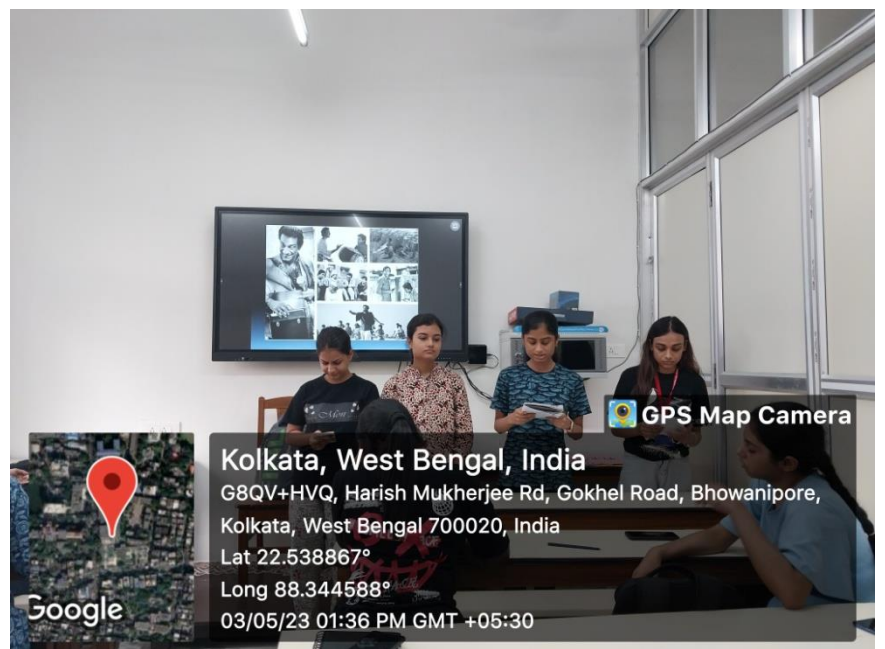 GPS Map Camera
Kolkata, West Bengal, India
G8QV+HVQ, Harish Mukherjee Rd, Gokhel Road, Bhowanipore,
Kolkata, West Bengal 700020, India
Lat 22.538867°
Long 88.344588°
03/05/23 01:36 PM GMT +05:30
Google